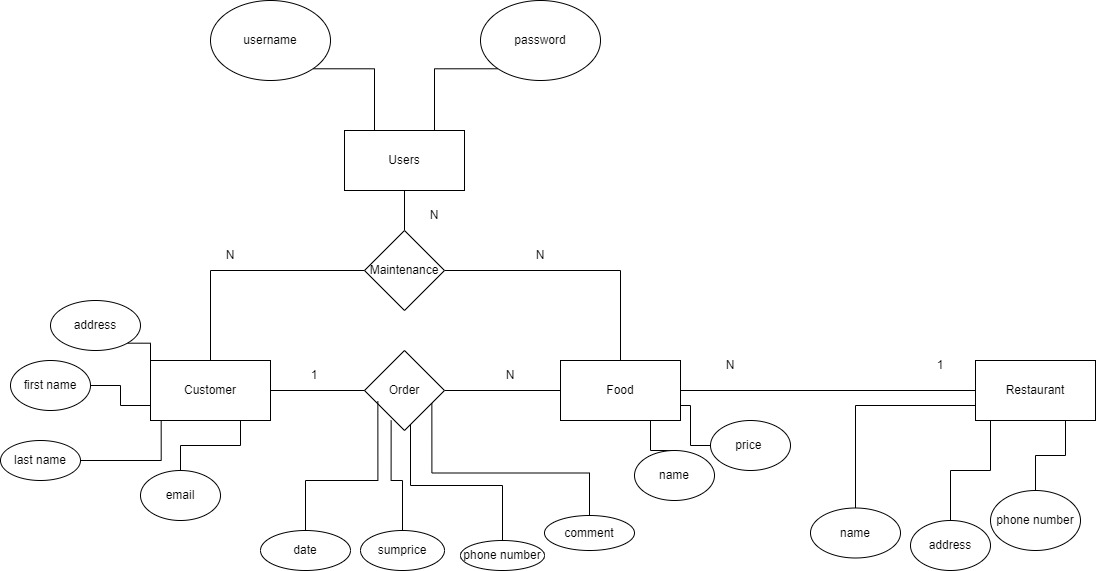 username
password
Users
N
N
N
Maintenance
address
first name
Customer
1
Order
N
Food
N
1
Restaurant
last name
email
name
price
date
sumprice
phone number
comment
name
address
phone number